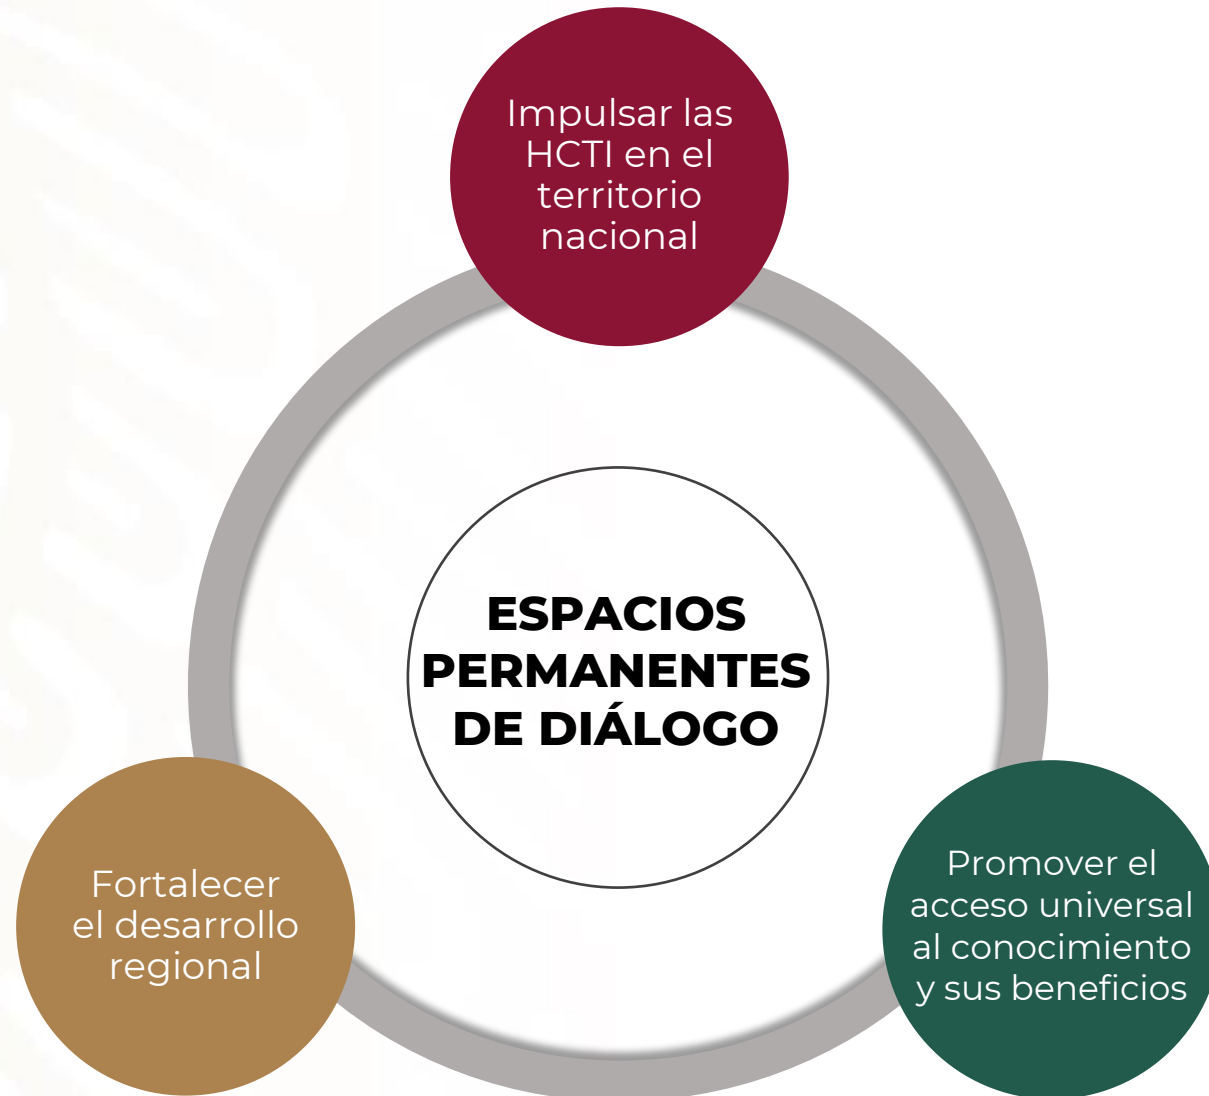 Impulsar las
HCTI en el
territorio
nacional
ESPACIOS
PERMANENTES
DE DIÁLOGO
Fortalecer
el desarrollo
regional
Promover el
acceso universal
al conocimiento
y sus beneficios